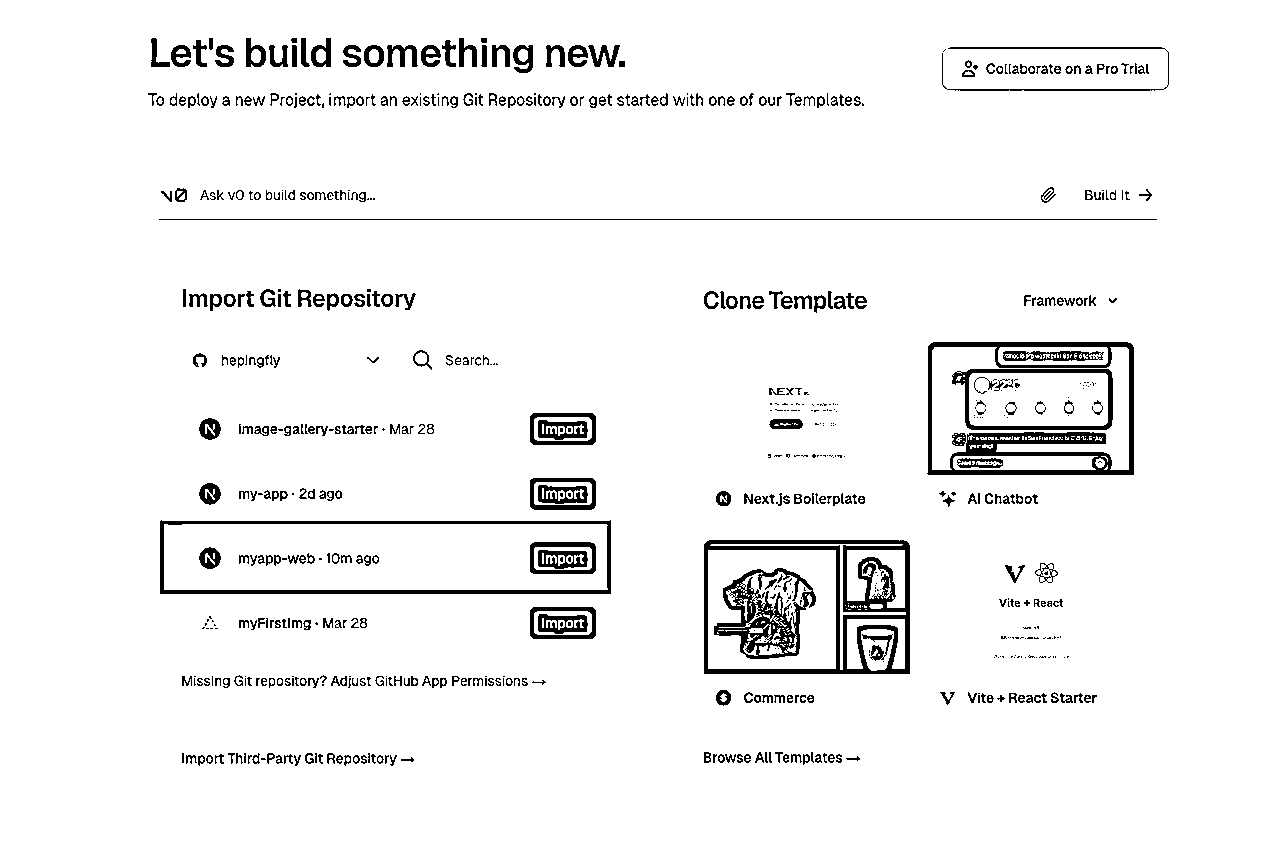 Let's build something new.
Collaborate on a Pro Trial
To deploy a new Project, import an existing Git Repository or get started with one of our Templates.
v0 Ask v0 to build something...
Build It →
Import Git Repository
hepingfly
Search...
image-gallery-starter · Mar 28
Import
my-app · 2d ago
Import
myapp-web · 10m ago
Import
myFirstImg · Mar 28
Import
Missing Git repository? Adjust GitHub App Permissions →
Import Third-Party Git Repository →
Clone Template
Framework
NEXT
Next.js Boilerplate
AI Chatbot
Commerce
Vite + React
Vite + React Starter
Browse All Templates →